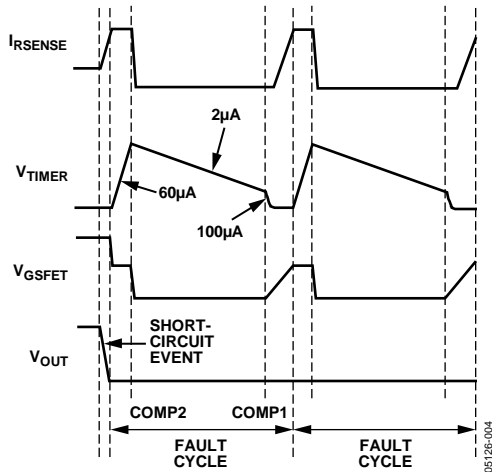 IRSENSE
2µA
VTIMER
60µA
100µA
VGSFET
SHORT-
CIRCUIT
EVENT
VOUT
COMP2
COMP1
FAULT
CYCLE
FAULT
CYCLE
05126-004